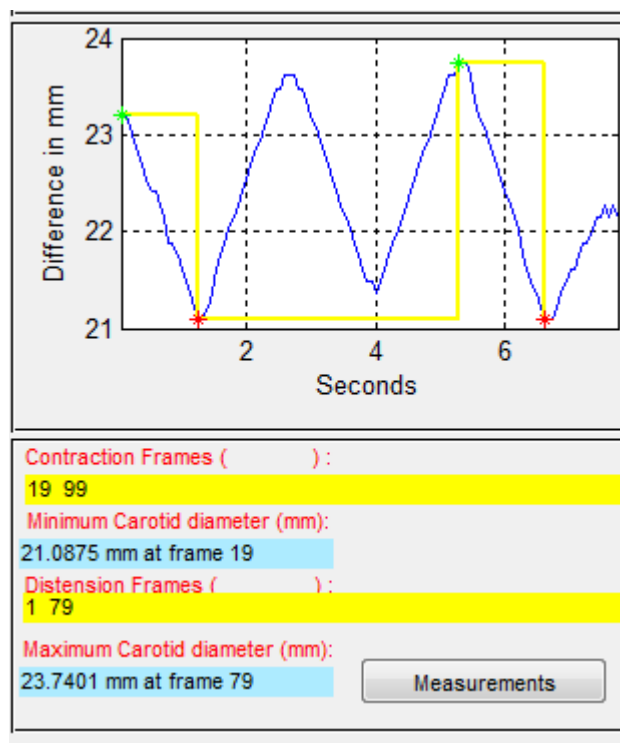 24
23
22
21
Difference in mm
2 4 6
Seconds
Contraction Frames ( ) :
19 99
Minimum Carotid diameter (mm):
21.0875 mm at frame 19
Distension Frames ( ) :
1 79
Maximum Carotid diameter (mm):
23.7401 mm at frame 79
Measurements